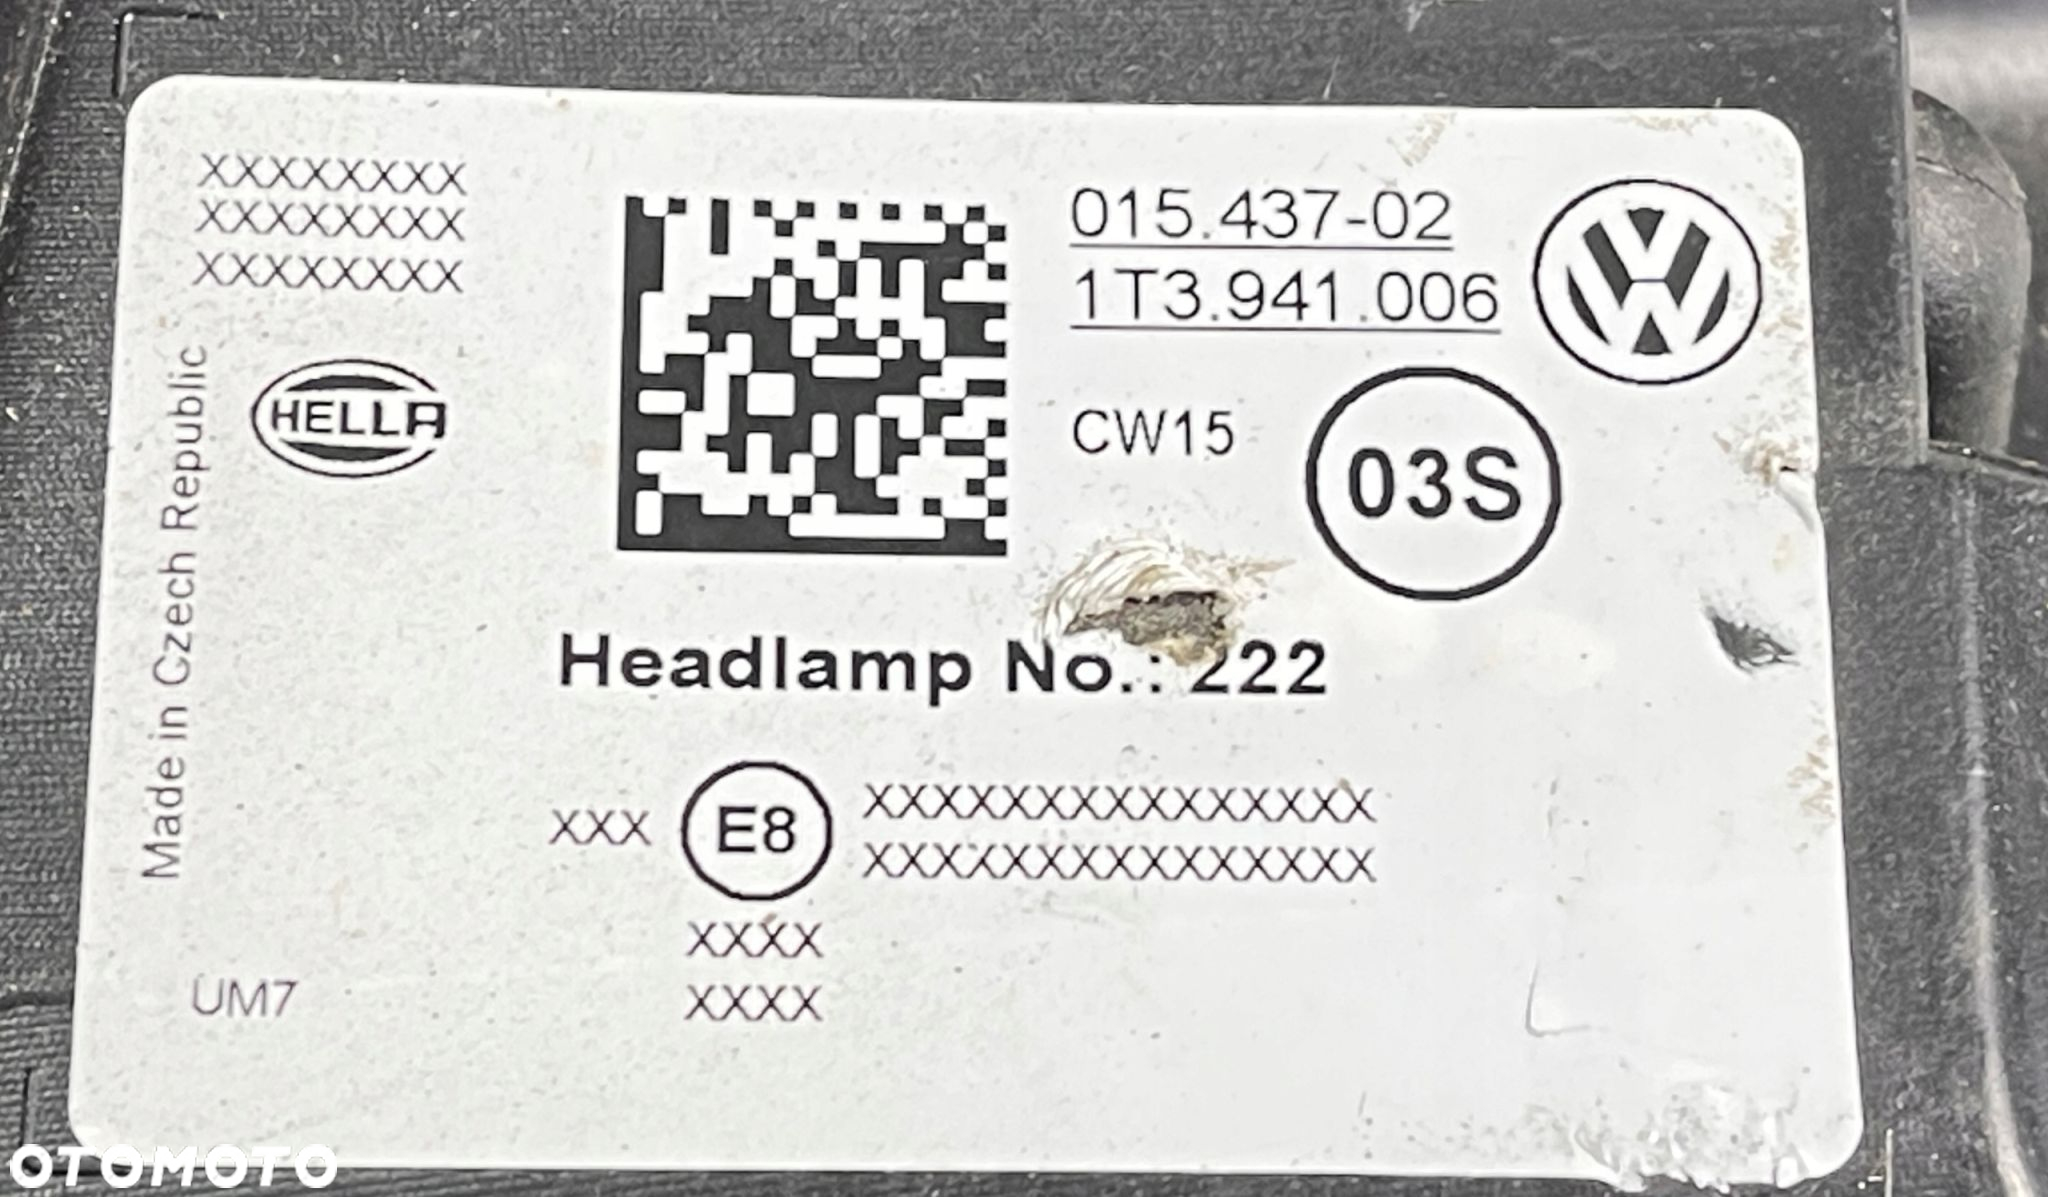 XXXXXXXX
XXXXXXXX
XXXXXXXX
HELLA
Made in Czech Republic
UM7
015.437-02
1T3.941.006
CW15
03S
Headlamp No.: 222
XXX E8 XXXXXXXXXXXXXXX
XXXXXXXXXXXXXXX
XXXX
XXXX
OTOMOTO